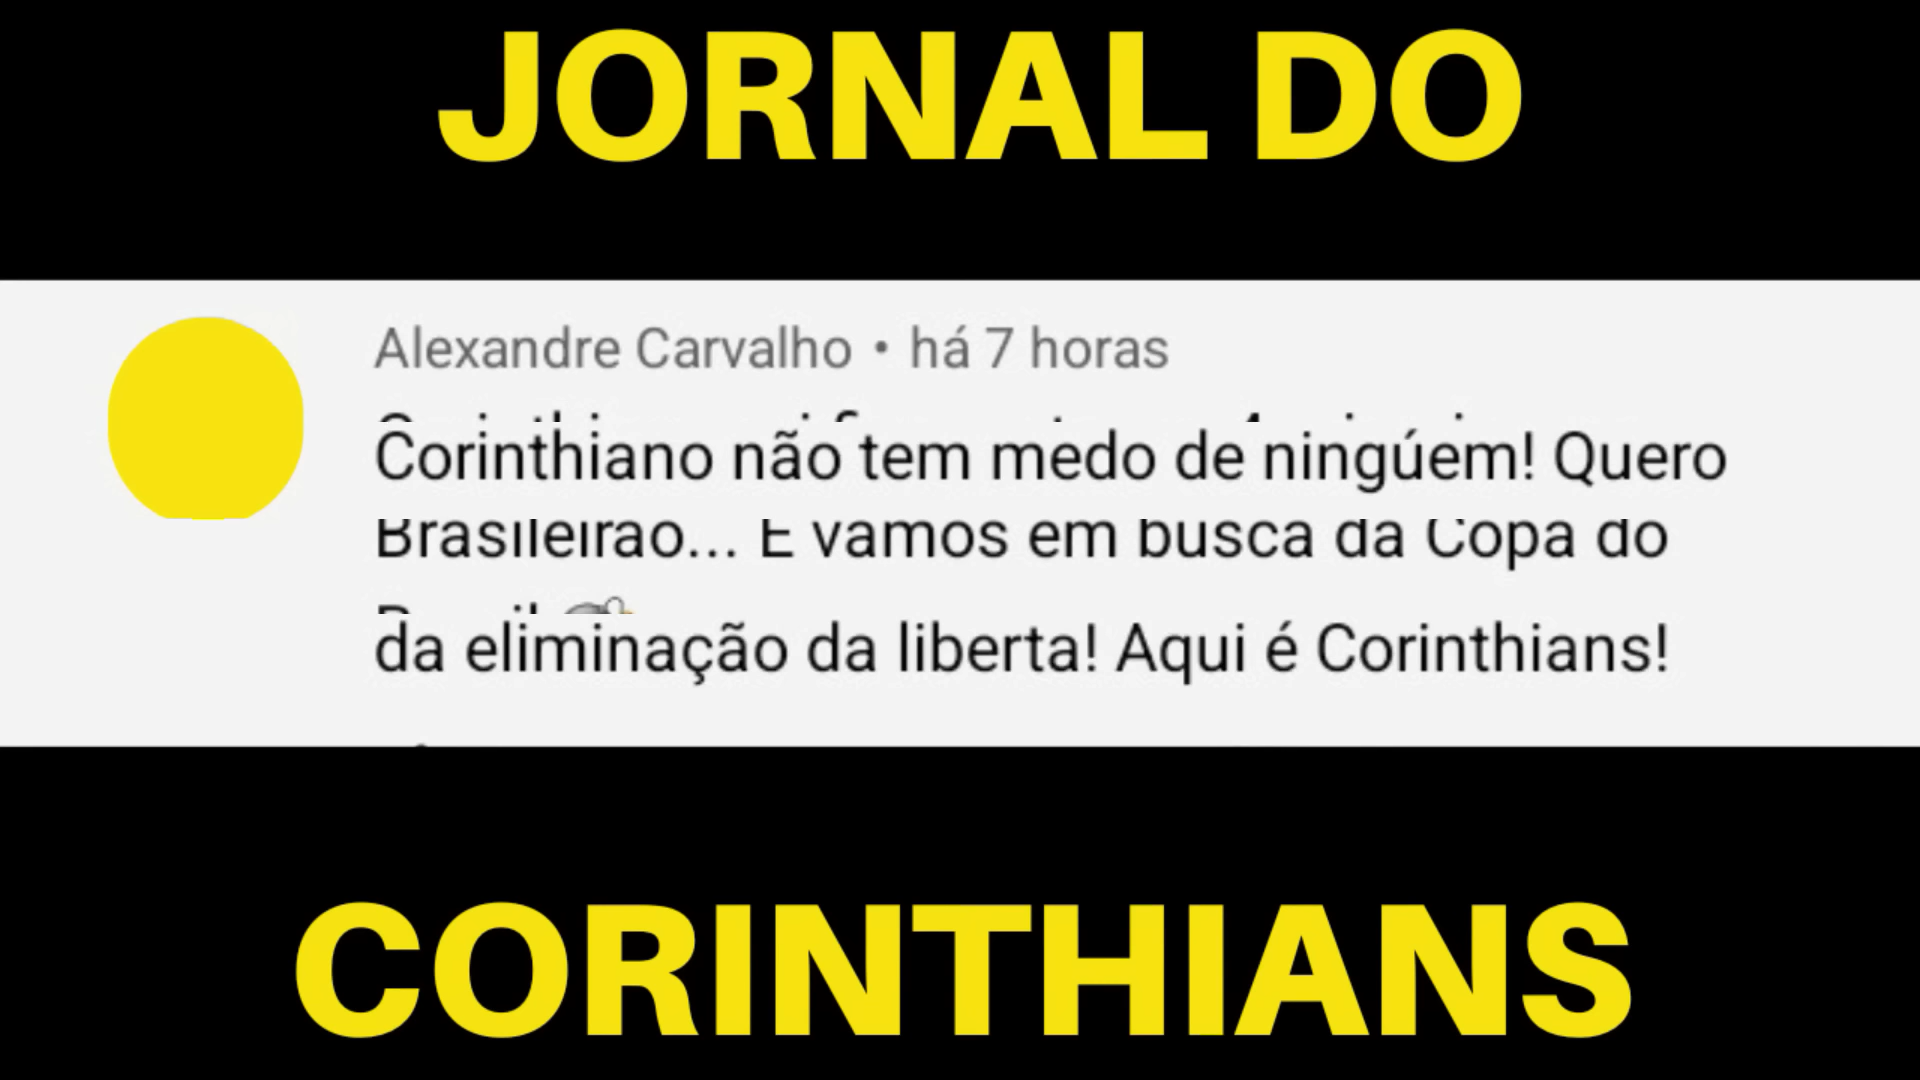 JORNAL DO
Alexandre Carvalho • há 7 horas
Corinthiano não tem medo de ningúem! Quero
Brasileirão... E vamos em busca da Copa do
da eliminação da liberta! Aqui é Corinthians!
CORINTHIANS